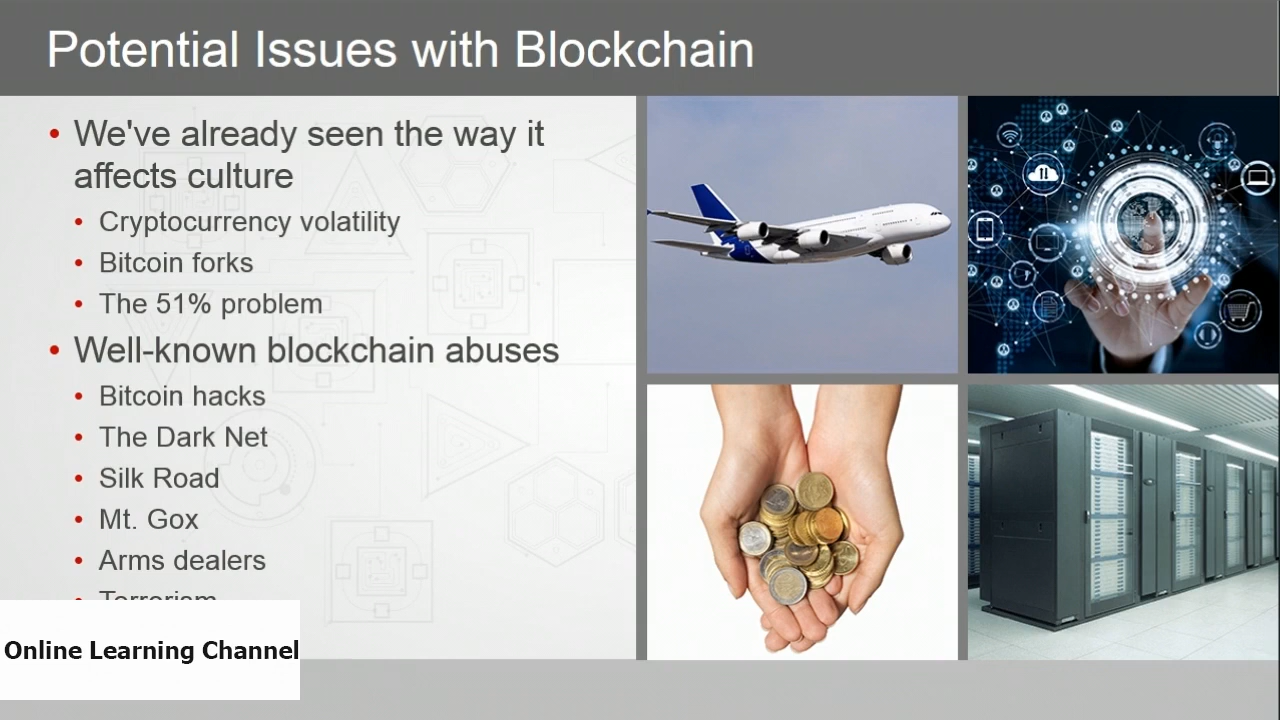 Potential Issues with Blockchain
• We've already seen the way it
affects culture
• Cryptocurrency volatility
• Bitcoin forks
• The 51% problem
• Well-known blockchain abuses
• Bitcoin hacks
• The Dark Net
• Silk Road
• Mt. Gox
• Arms dealers
• Terrorism
Online Learning Channel